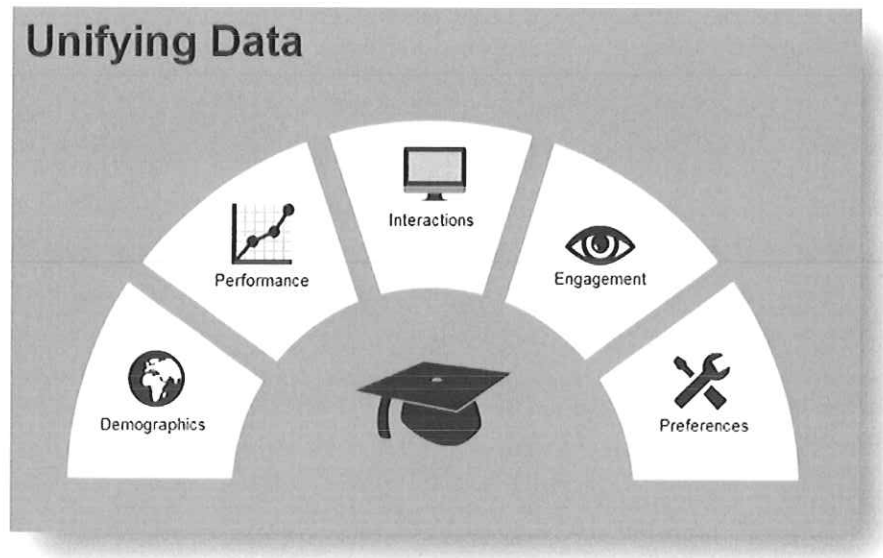 Unifying Data
Demographics
Performance
Interactions
Engagement
Preferences